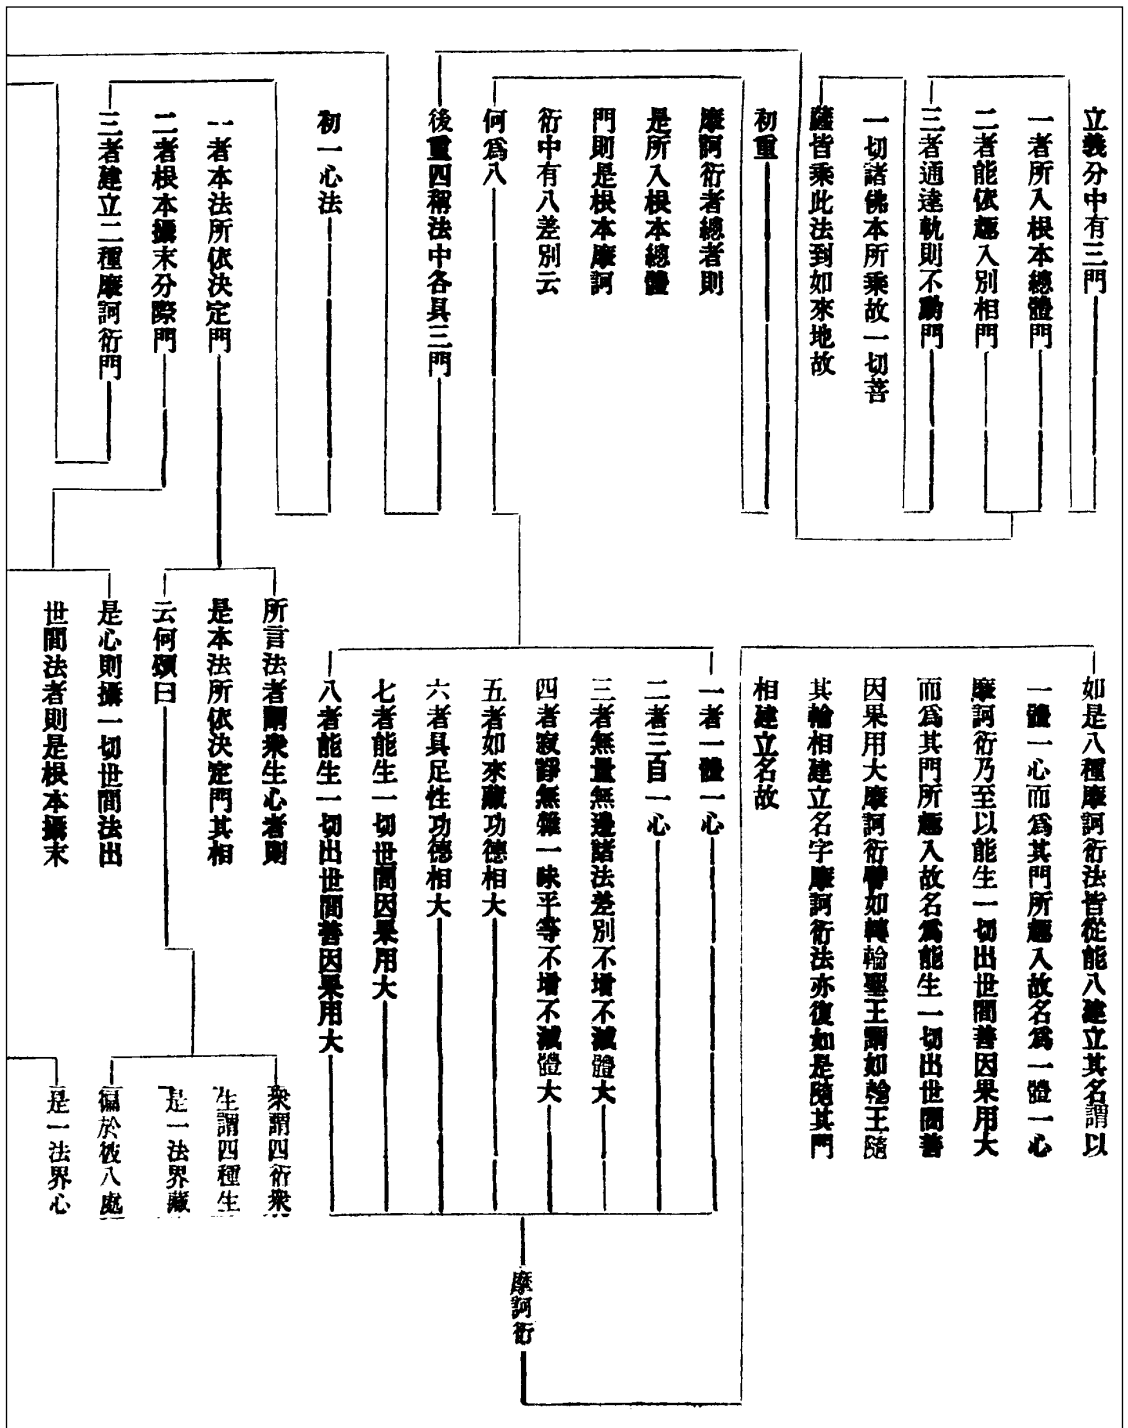 立義分中有三門
一者所入根本總體門
二者能依趣入別相門
三者通達軌則不動門
一切諸佛本所乘故一切菩
薩皆乘此法到如來地故
初重
摩訶衍者總者則
是所入根本總體
門則是根本摩訶
衍中有八差別云
何爲八
後重四種法中各具三門
初一心法
一者本法所依決定門
二者根本攝末分際門
三者建立二種摩訶衍門
如是八種摩訶衍法皆從能入建立其名謂以
一體一心而爲其門所趣入故名爲一體一心
摩訶衍乃至以能生一切出世間善因果用大
而爲其門所趣入故名爲能生一切出世間善
因果用大摩訶衍譬如轉輪聖王謂如輪王隨
其輪相建立名字摩訶衍法亦復如是隨其門
相建立名故
一者一體一心
二者三自一心
三者無量無邊諸法差別不增不減體大
四者寂靜無雜一味平等不增不減體大
五者如來藏功德相大
六者具足性功德相大
七者能生一切世間因果用大
八者能生一切出世間善因果用大
摩訶衍
所言法者謂衆生心者則
是本法所依決定門其相
云何頌曰
是心則攝一切世間法出
世間法者則是根本攝末
衆謂四衍衆
生謂四種生
是一法界藏
徧於彼八處
是一法界心